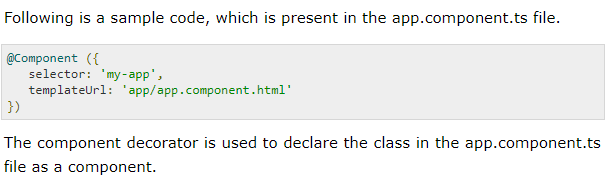 Following is a sample code, which is present in the app.component.ts file.
@Component ({
   selector: 'my-app',
   templateUrl: 'app/app.component.html'
})
The component decorator is used to declare the class in the app.component.ts
file as a component.